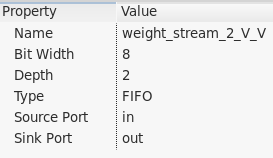 Property Value
Name weight_stream_2_V_V
Bit Width 8
Depth 2
Type FIFO
Source Port in
Sink Port out